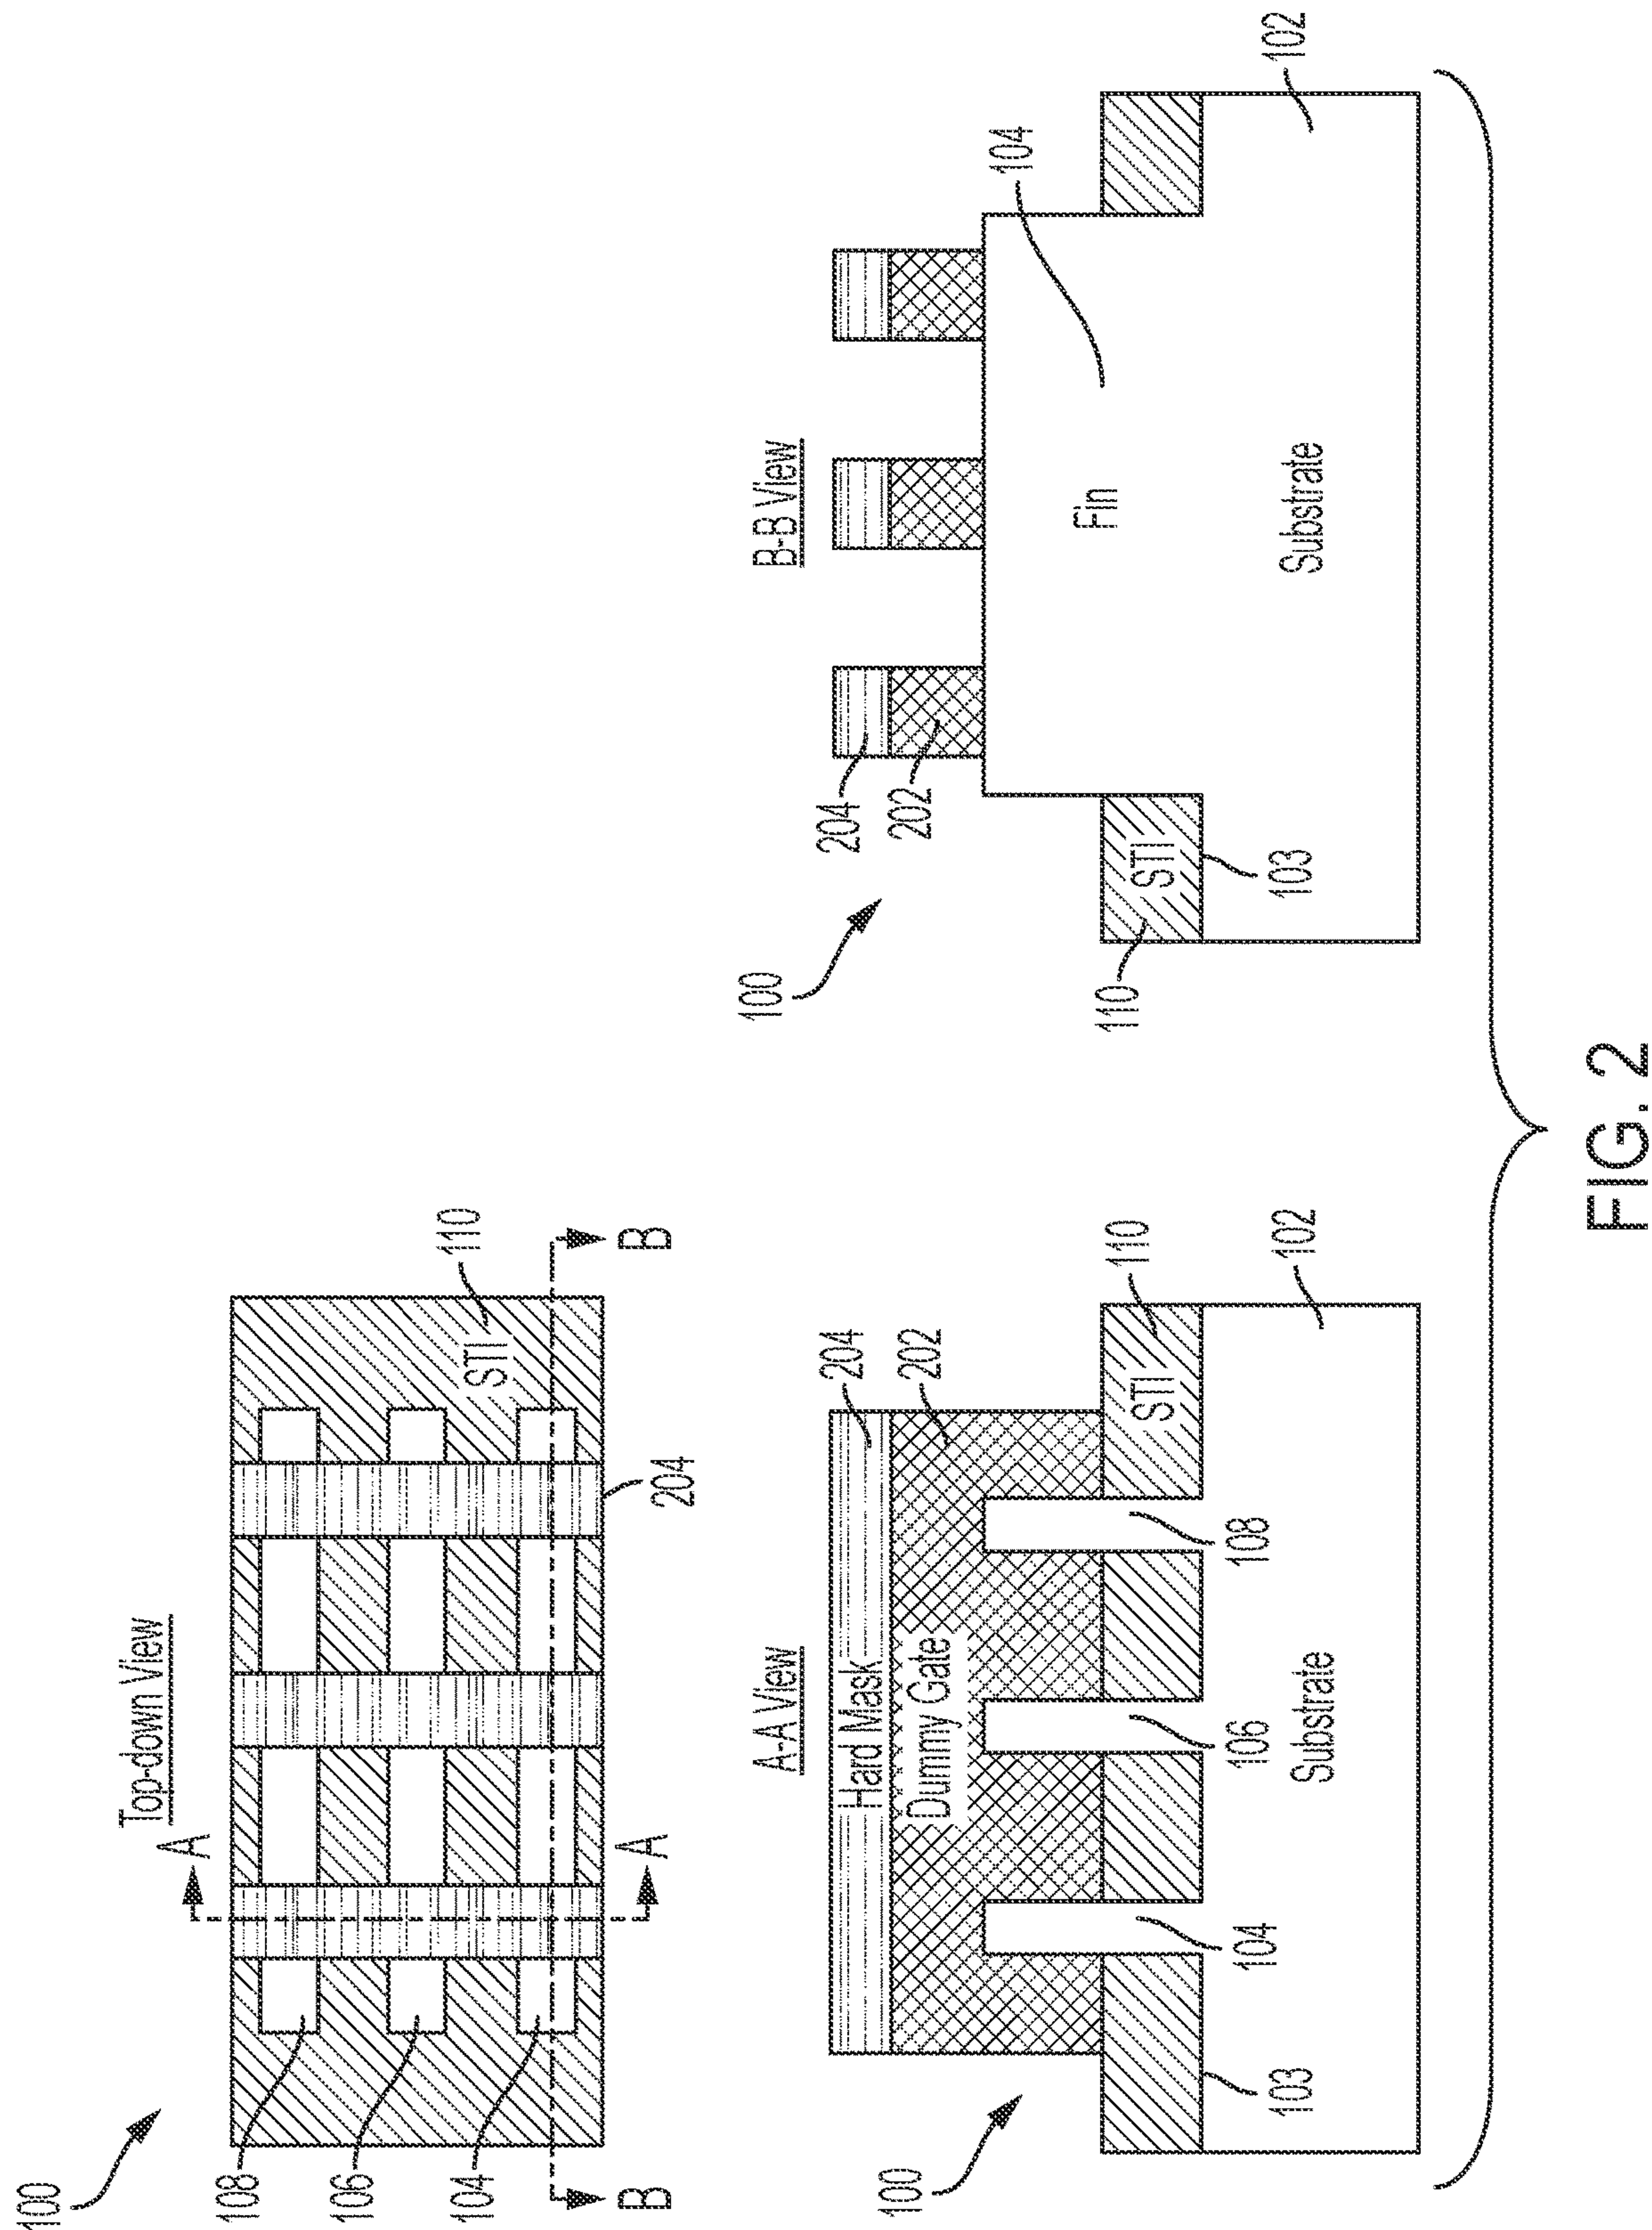 Top-down View
100
A
A
B
B
108
106
104
STI
110
204
A-A View
100
Hard Mask
Dummy Gate
204
202
STI
110
103
104
106
108
Substrate
102
B-B View
100
204
202
104
Fin
STI
110
103
Substrate
102
FIG. 2